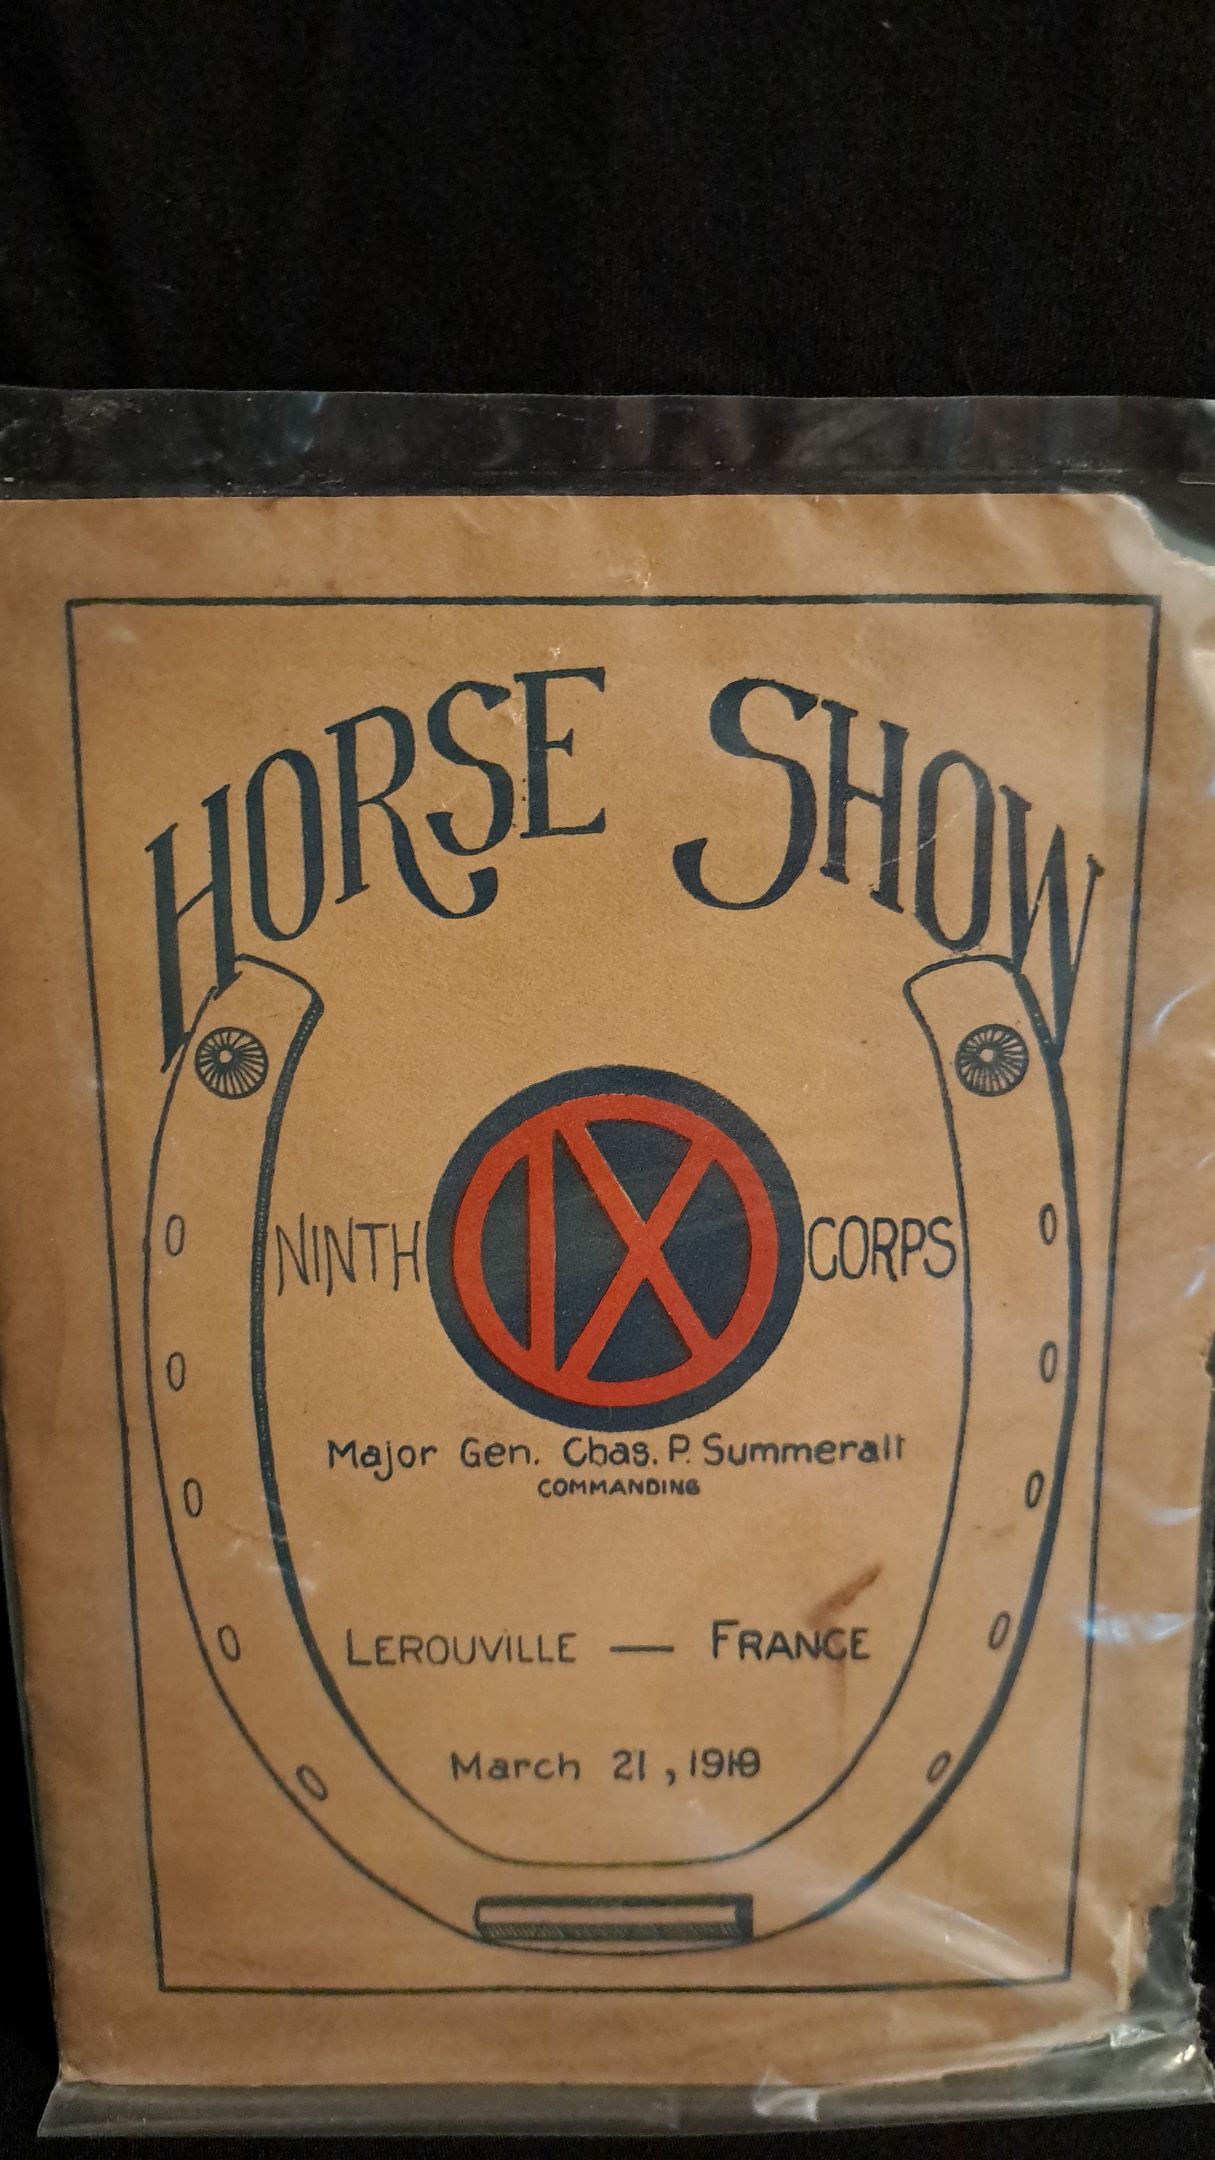 HORSE SHOW
NINTH IX CORPS
Major Gen. Chas. P. Summerall
COMMANDING
LEROUVILLE — FRANCE
March 21, 1919